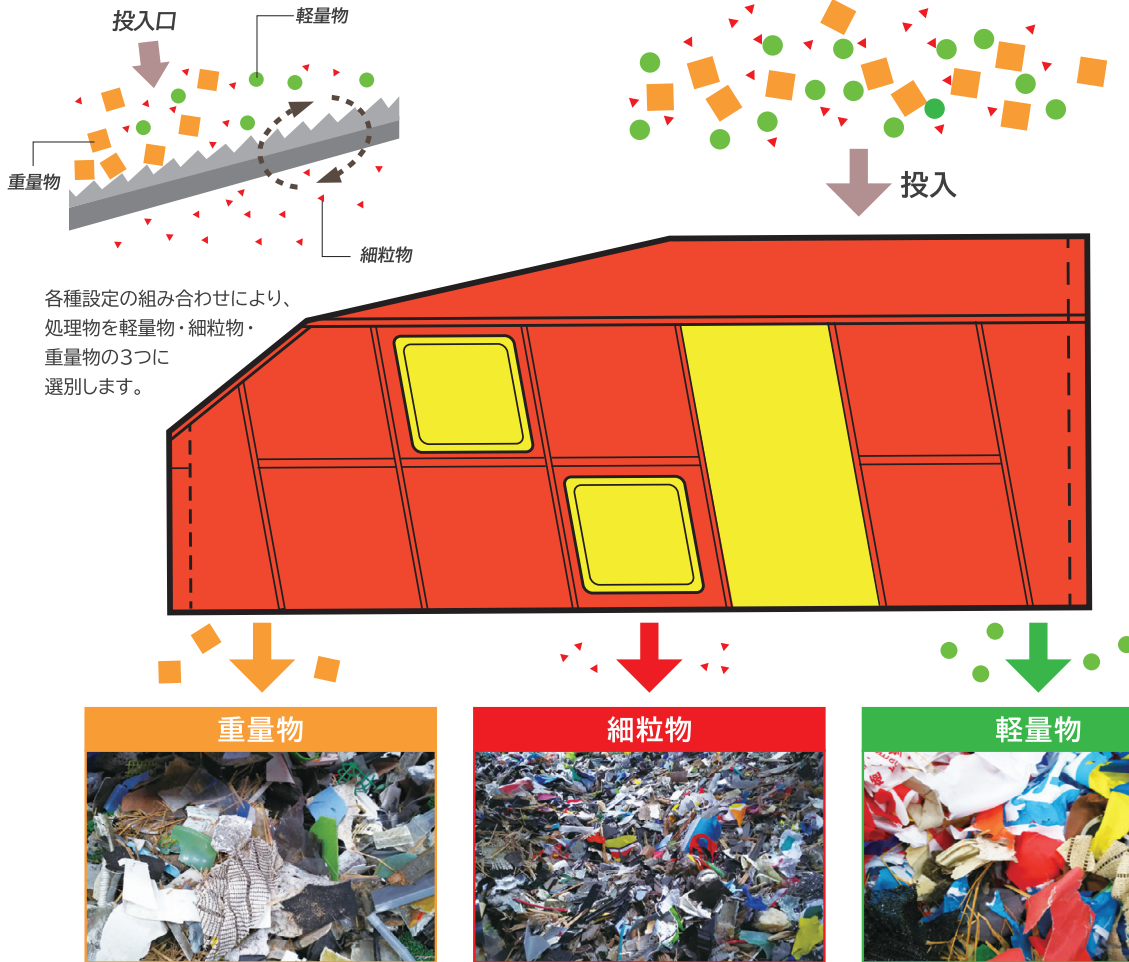 投入口
軽量物
重量物
細粒物
投入
各種設定の組み合わせにより、
処理物を軽量物・細粒物・
重量物の3つに
選別します。
重量物
細粒物
軽量物